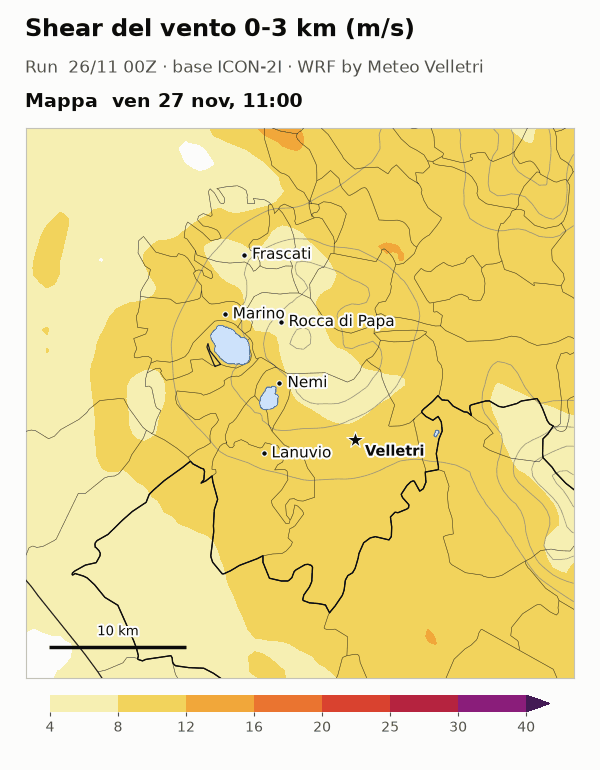 Shear del vento 0-3 km (m/s)
Run  26/11 00Z · base ICON-2I · WRF by Meteo Velletri
Mappa  ven 27 nov, 11:00
Frascati
Marino
Rocca di Papa
Nemi
Velletri
Lanuvio
10 km
4 8 12 16 20 25 30 40